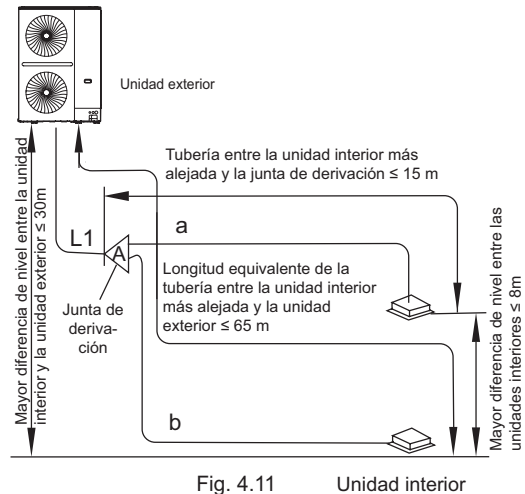 Unidad exterior
Mayor diferencia de nivel entre la unidad
interior y la unidad exterior ≤ 30m
Tubería entre la unidad interior más
alejada y la junta de derivación ≤ 15 m
L1
A
a
Junta de
deriva-
ción
Longitud equivalente de la
tubería entre la unidad interior
más alejada y la unidad
exterior ≤ 65 m
Mayor diferencia de nivel entre las
unidades interiores ≤ 8m
b
Fig. 4.11 Unidad interior